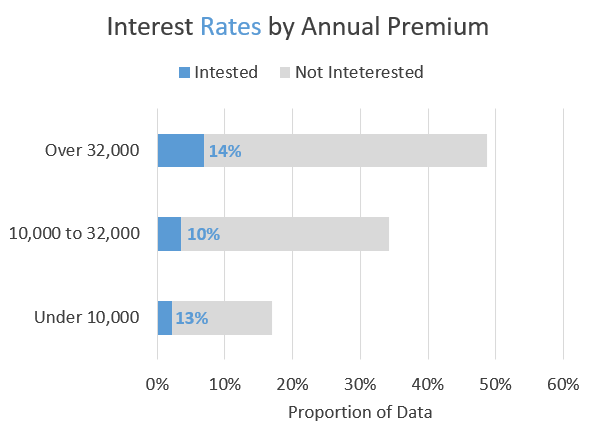 Interest Rates by Annual Premium
Intested Not Inteterested
Over 32,000 14%
10,000 to 32,000 10%
Under 10,000 13%
0% 10% 20% 30% 40% 50% 60%
Proportion of Data